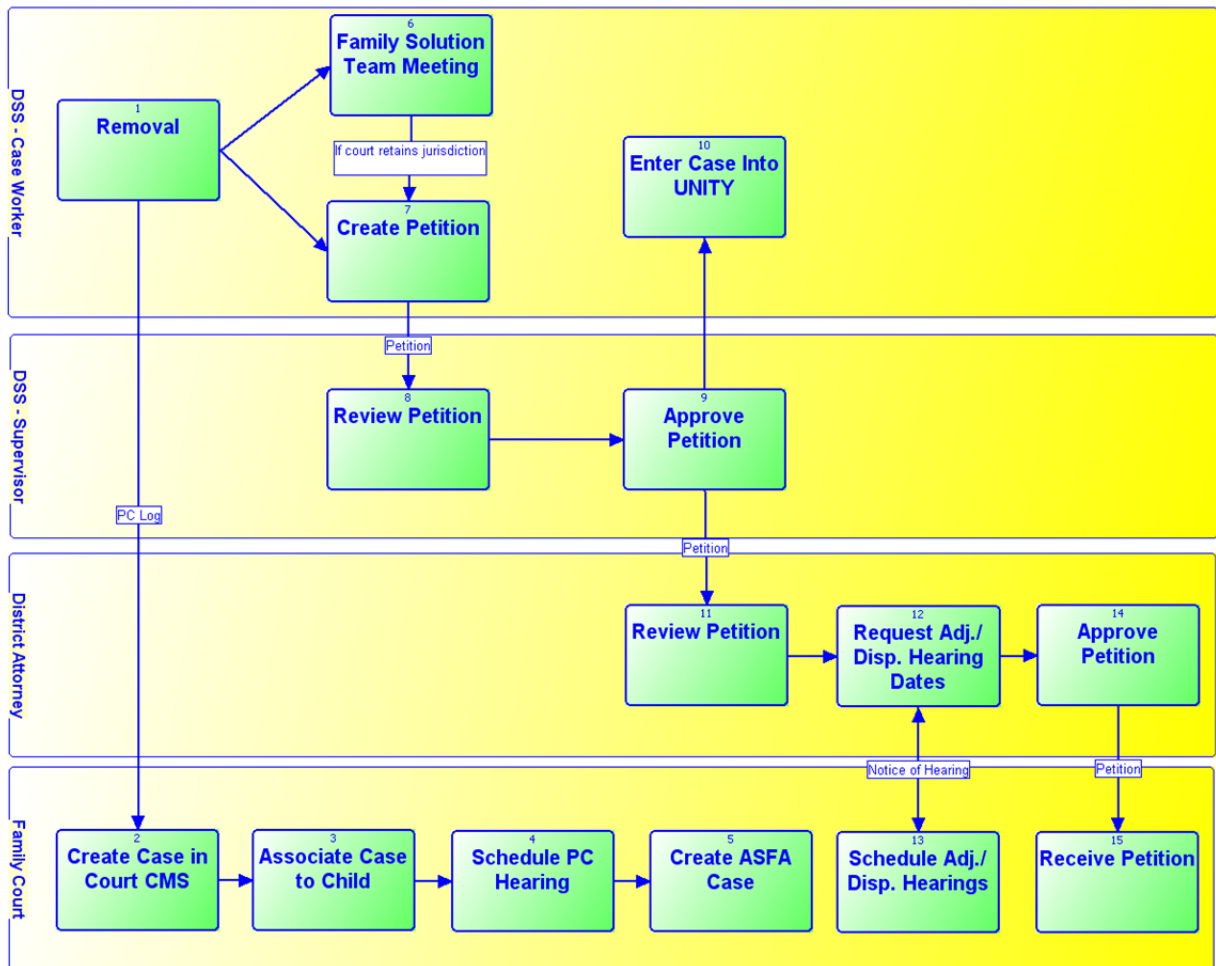 DSS - Case Worker
1
Removal
6
Family Solution
Team Meeting
If court retains jurisdiction
7
Create Petition
10
Enter Case Into
UNITY
Petition
DSS - Supervisor
8
Review Petition
9
Approve
Petition
PC Log
Petition
District Attorney
11
Review Petition
12
Request Adj./
Disp. Hearing
Dates
14
Approve
Petition
Notice of Hearing
Petition
Family Court
2
Create Case in
Court CMS
3
Associate Case
to Child
4
Schedule PC
Hearing
5
Create ASFA
Case
13
Schedule Adj./
Disp. Hearings
15
Receive Petition